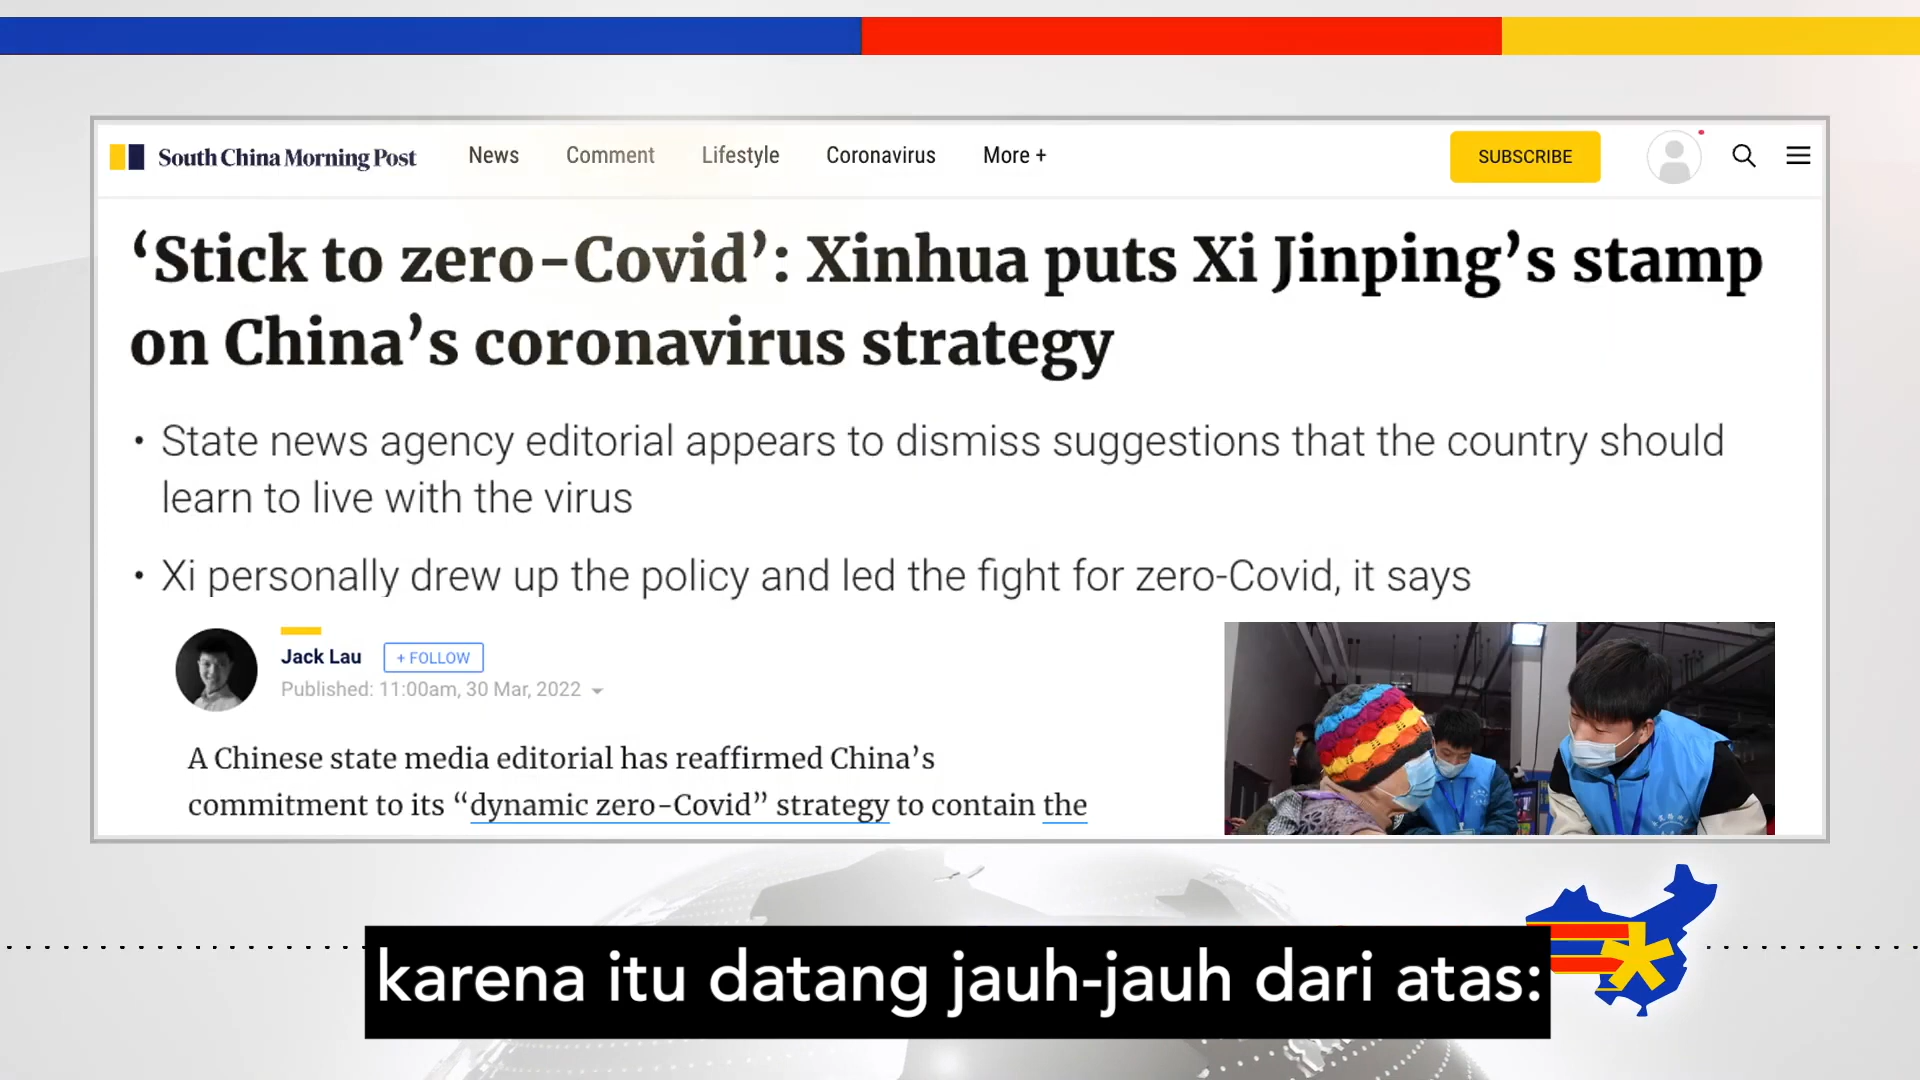 South China Morning Post News Comment Lifestyle Coronavirus More + SUBSCRIBE
‘Stick to zero-Covid’: Xinhua puts Xi Jinping’s stamp
on China’s coronavirus strategy
• State news agency editorial appears to dismiss suggestions that the country should
learn to live with the virus
• Xi personally drew up the policy and led the fight for zero-Covid, it says
Jack Lau + FOLLOW
Published: 11:00am, 30 Mar, 2022
A Chinese state media editorial has reaffirmed China’s
commitment to its “dynamic zero-Covid” strategy to contain the
karena itu datang jauh-jauh dari atas: